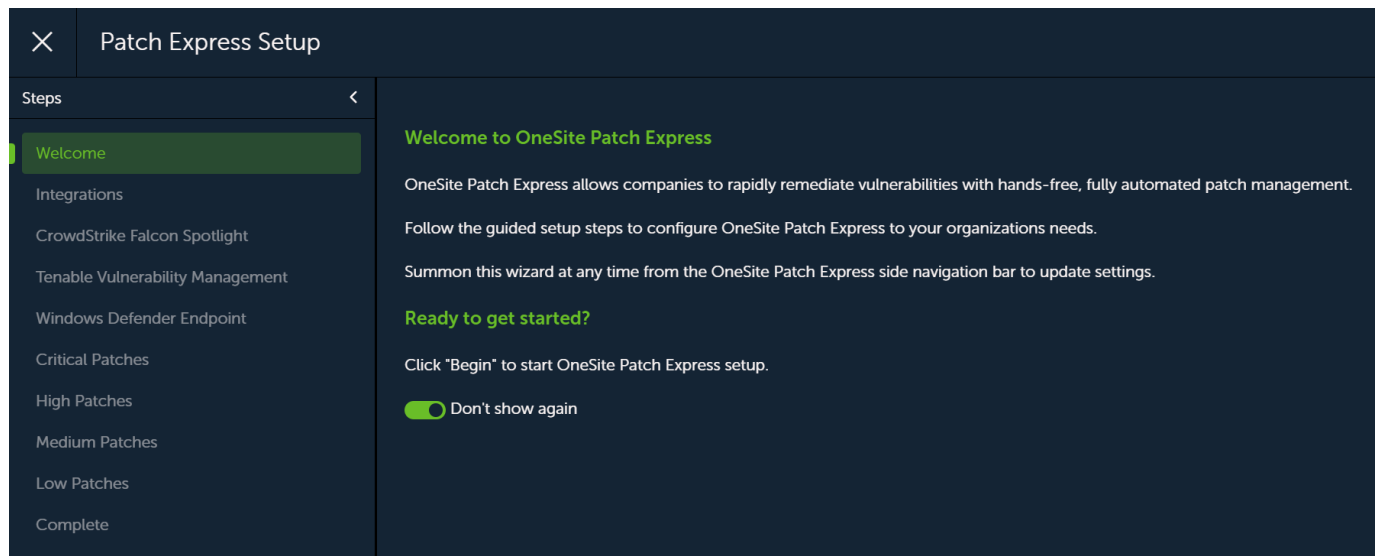 Patch Express Setup
Steps
Welcome
Integrations
CrowdStrike Falcon Spotlight
Tenable Vulnerability Management
Windows Defender Endpoint
Critical Patches
High Patches
Medium Patches
Low Patches
Complete
Welcome to OneSite Patch Express
OneSite Patch Express allows companies to rapidly remediate vulnerabilities with hands-free, fully automated patch management.
Follow the guided setup steps to configure OneSite Patch Express to your organizations needs.
Summon this wizard at any time from the OneSite Patch Express side navigation bar to update settings.
Ready to get started?
Click "Begin" to start OneSite Patch Express setup.
Don't show again